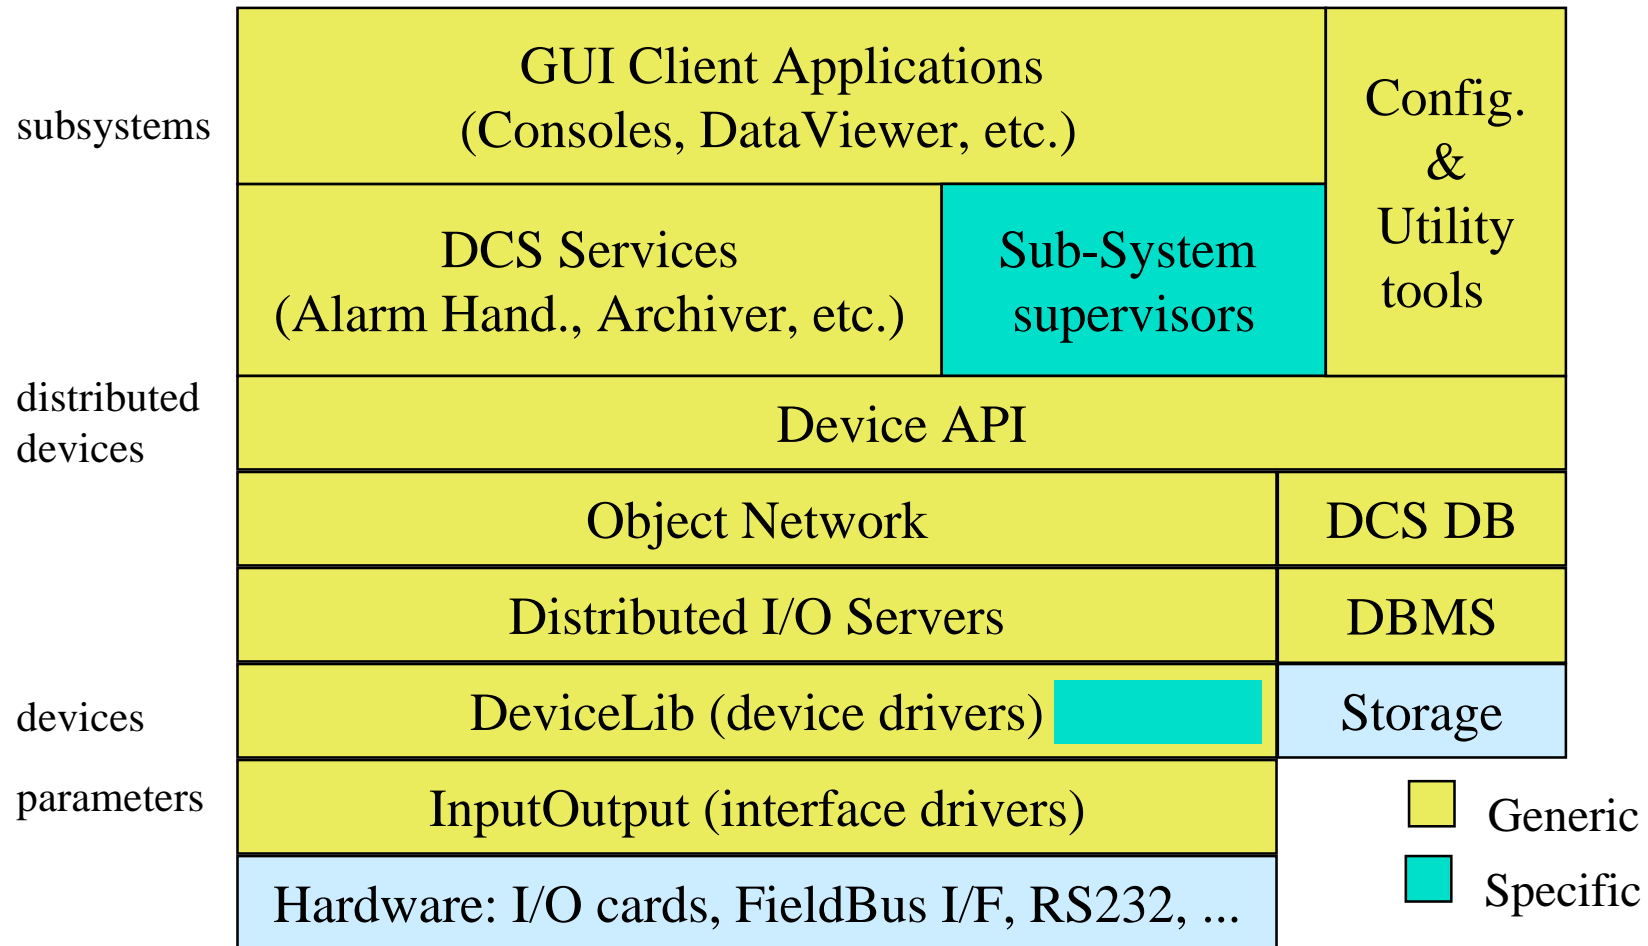 GUI Client Applications
(Consoles, DataViewer, etc.)
Config.
&
Utility
tools
subsystems
DCS Services
(Alarm Hand., Archiver, etc.)
Sub-System
supervisors
distributed
devices
Device API
Object Network
DCS DB
Distributed I/O Servers
DBMS
devices
DeviceLib (device drivers)
Storage
parameters
InputOutput (interface drivers)
Generic
Specific
Hardware: I/O cards, FieldBus I/F, RS232, ...